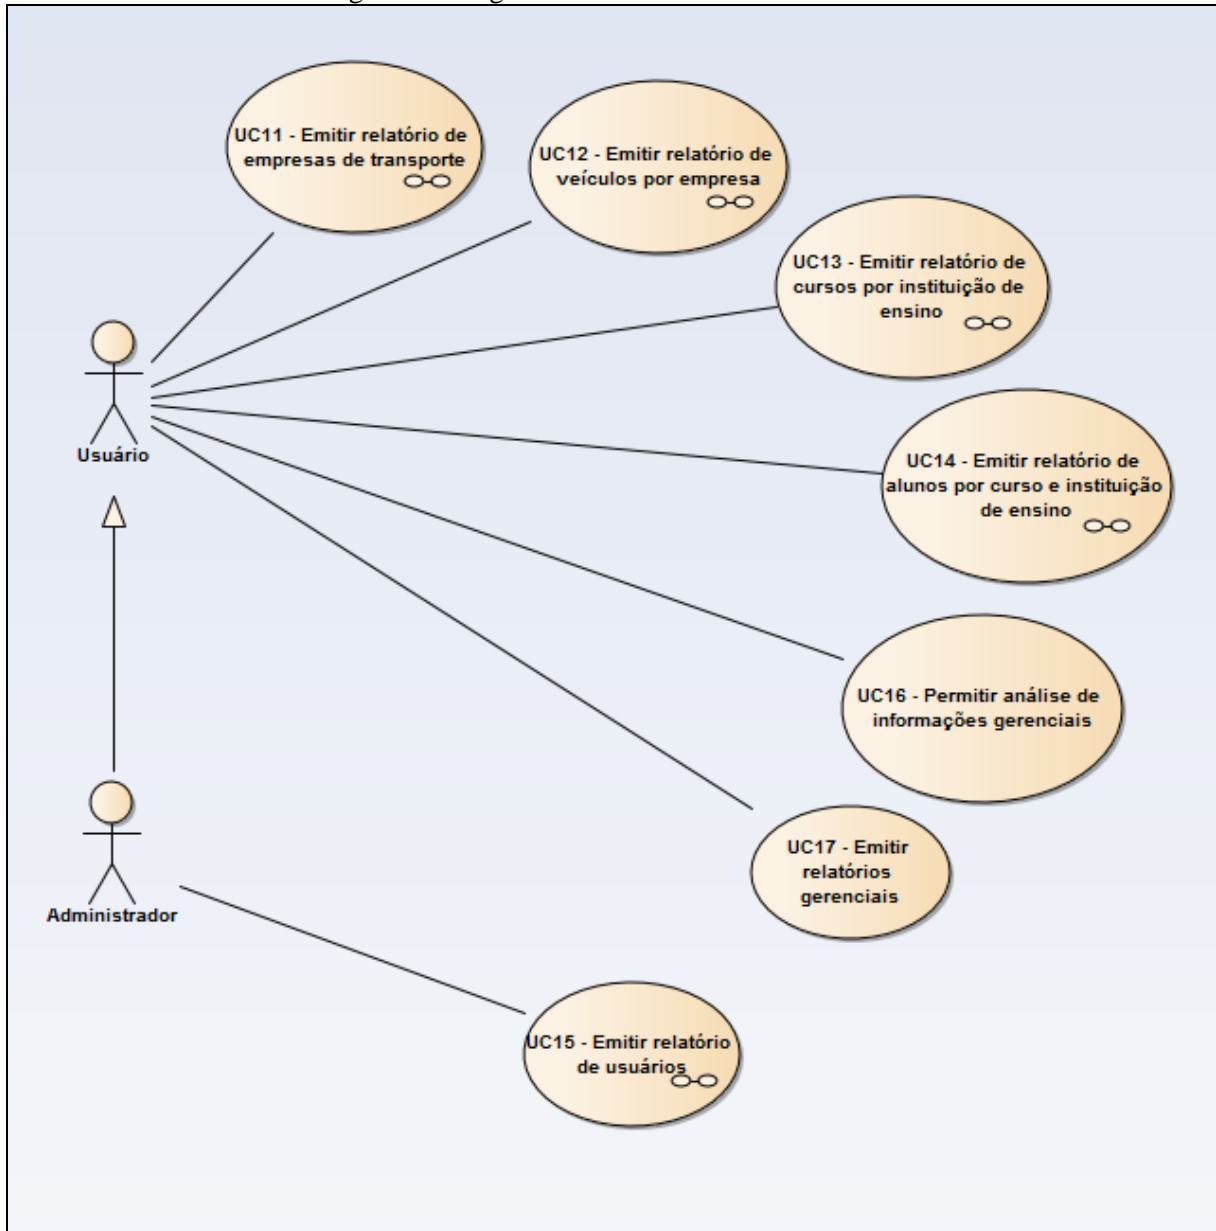 UC11 - Emitir relatório de
empresas de transporte
UC12 - Emitir relatório de
veículos por empresa
UC13 - Emitir relatório de
cursos por instituição de
ensino
Usuário
UC14 - Emitir relatório de
alunos por curso e instituição
de ensino
UC16 - Permitir análise de
informações gerenciais
UC17 - Emitir
relatórios
gerenciais
Administrador
UC15 - Emitir relatório
de usuários